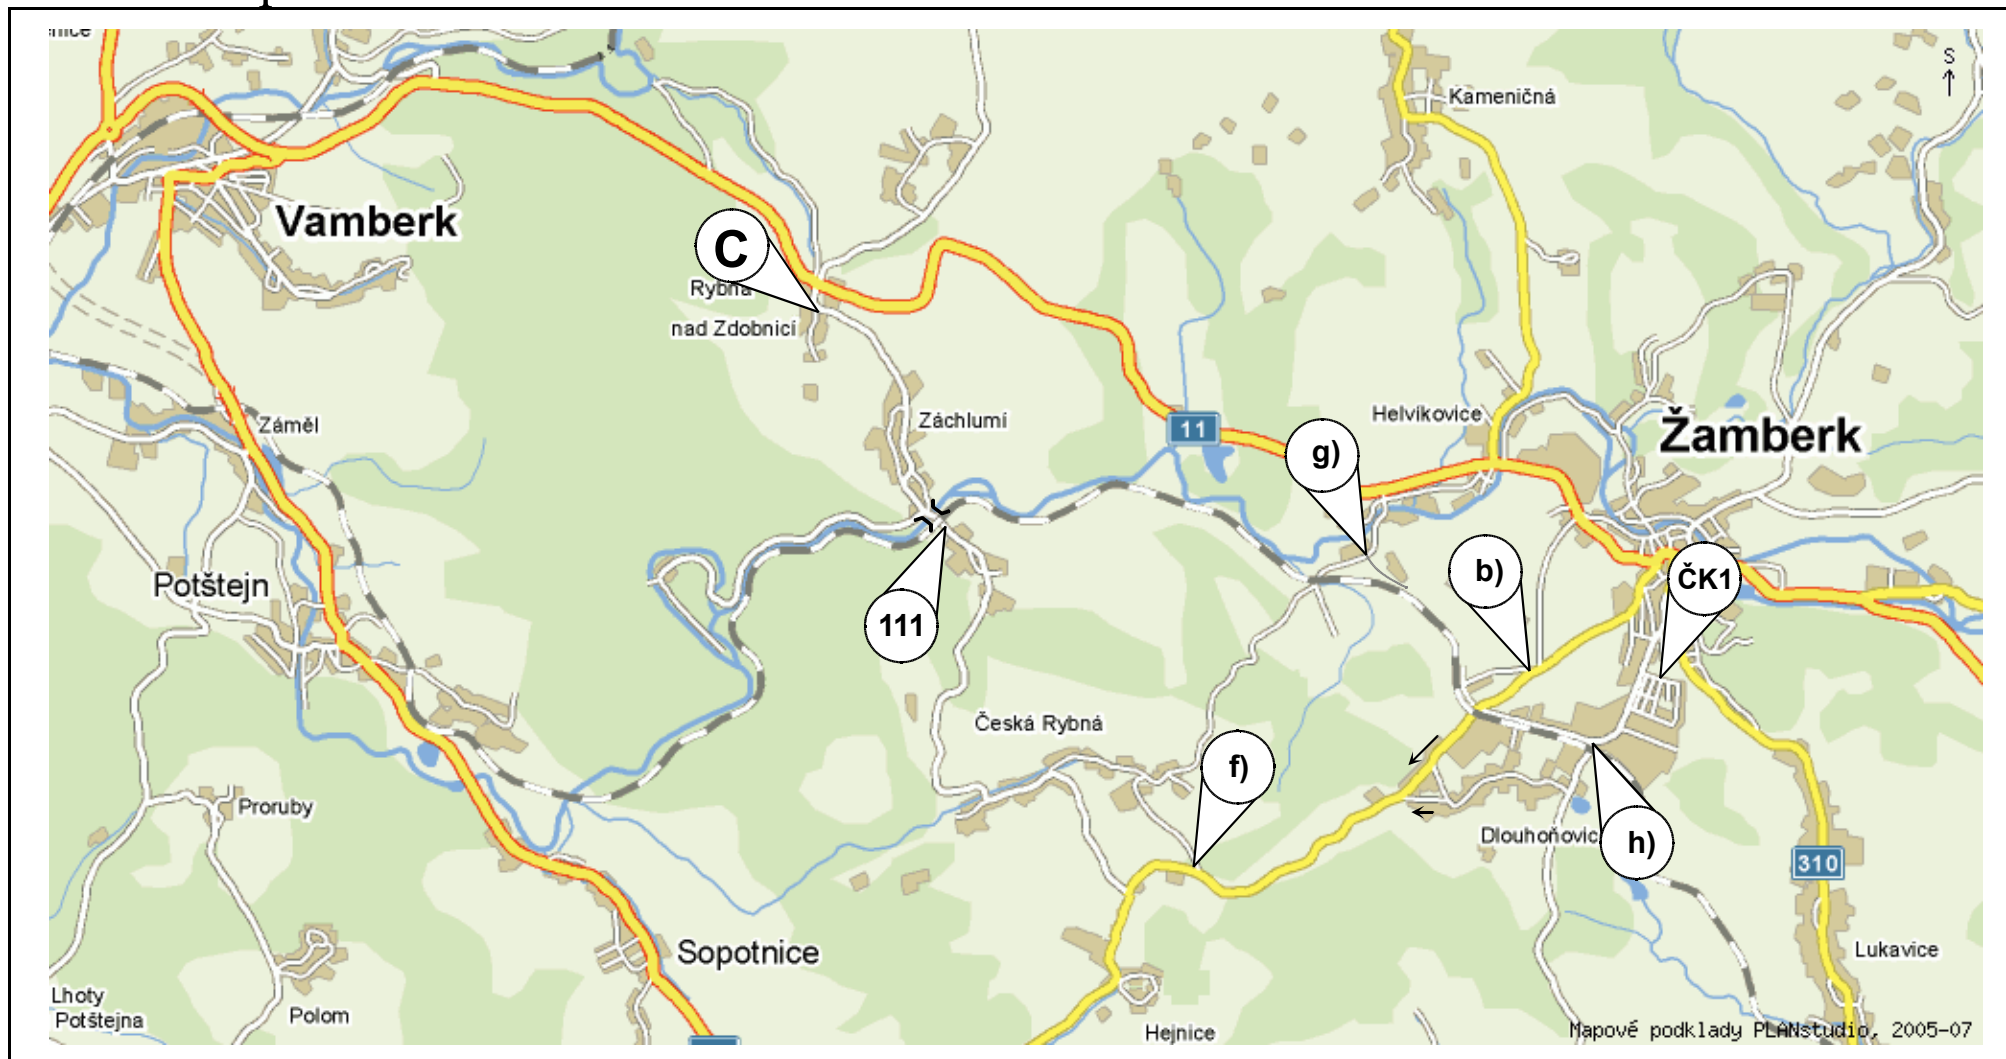 S
Kameničná
Vamberk
C
Rybná
nad Zdobnicí
Záměl
Záchlumí
11
Helvíkovice
Žamberk
g)
b)
ČK1
Potštejn
111
Česká Rybná
f)
Proruby
Dlouhoňovic
h)
310
Sopotnice
Lukavice
Lhoty
Potštejna
Polom
Hejnice
Mapové podklady PLANstudio, 2005-07